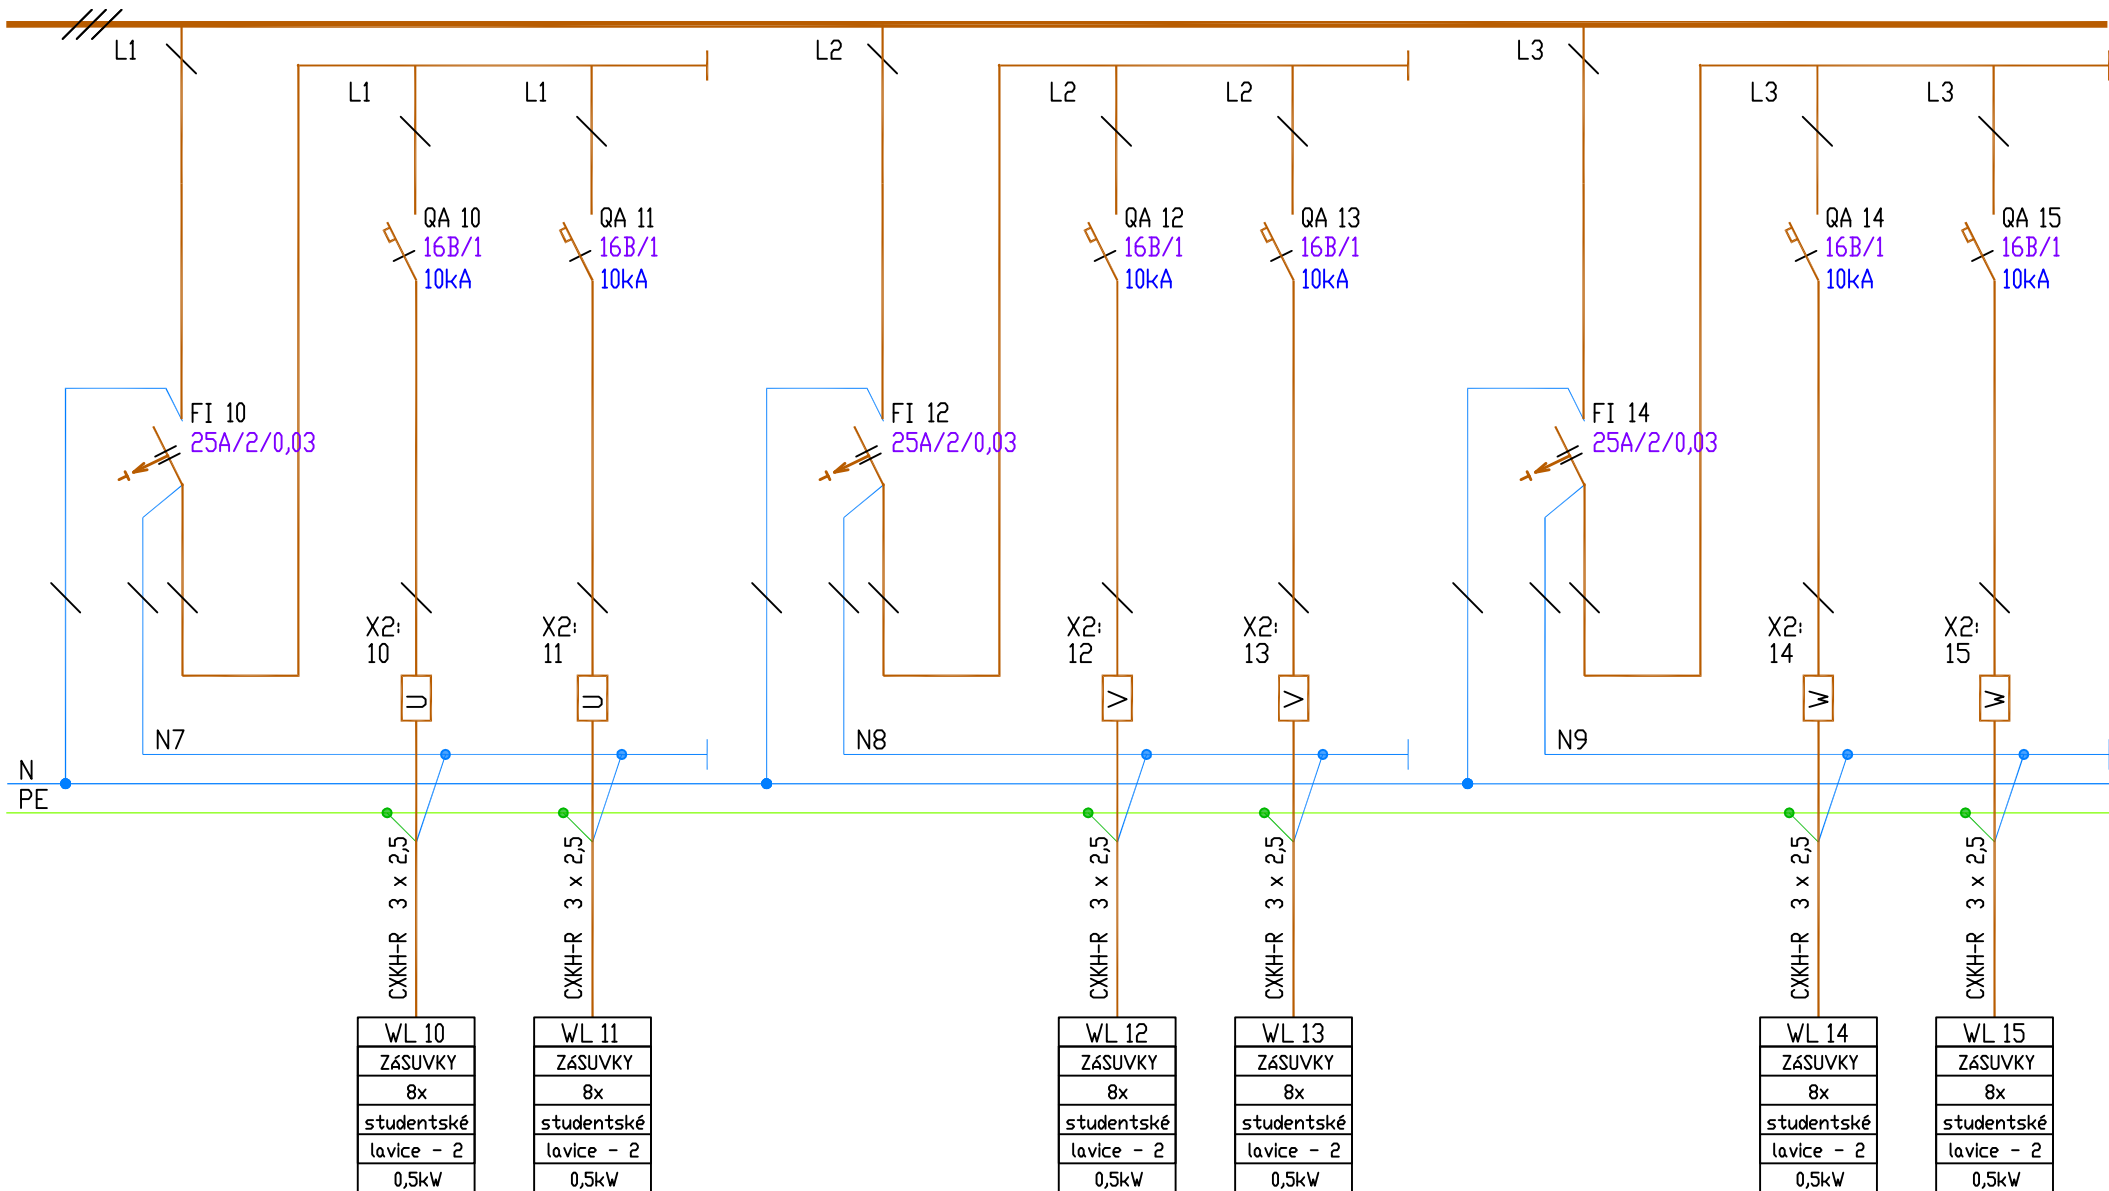 L1
L2
L3
L1
L1
L2
L2
L3
L3
QA 10
16B/1
10kA
QA 11
16B/1
10kA
QA 12
16B/1
10kA
QA 13
16B/1
10kA
QA 14
16B/1
10kA
QA 15
16B/1
10kA
FI 10
25A/2/0,03
FI 12
25A/2/0,03
FI 14
25A/2/0,03
X2:
10
X2:
11
X2:
12
X2:
13
X2:
14
X2:
15
U
U
V
V
W
W
N7
N8
N9
N
PE
CXKH-R 3 x 2,5
CXKH-R 3 x 2,5
CXKH-R 3 x 2,5
CXKH-R 3 x 2,5
CXKH-R 3 x 2,5
CXKH-R 3 x 2,5
WL 10
ZÁSUVKY
8x
studentské
lavice - 2
0,5kW
WL 11
ZÁSUVKY
8x
studentské
lavice - 2
0,5kW
WL 12
ZÁSUVKY
8x
studentské
lavice - 2
0,5kW
WL 13
ZÁSUVKY
8x
studentské
lavice - 2
0,5kW
WL 14
ZÁSUVKY
8x
studentské
lavice - 2
0,5kW
WL 15
ZÁSUVKY
8x
studentské
lavice - 2
0,5kW